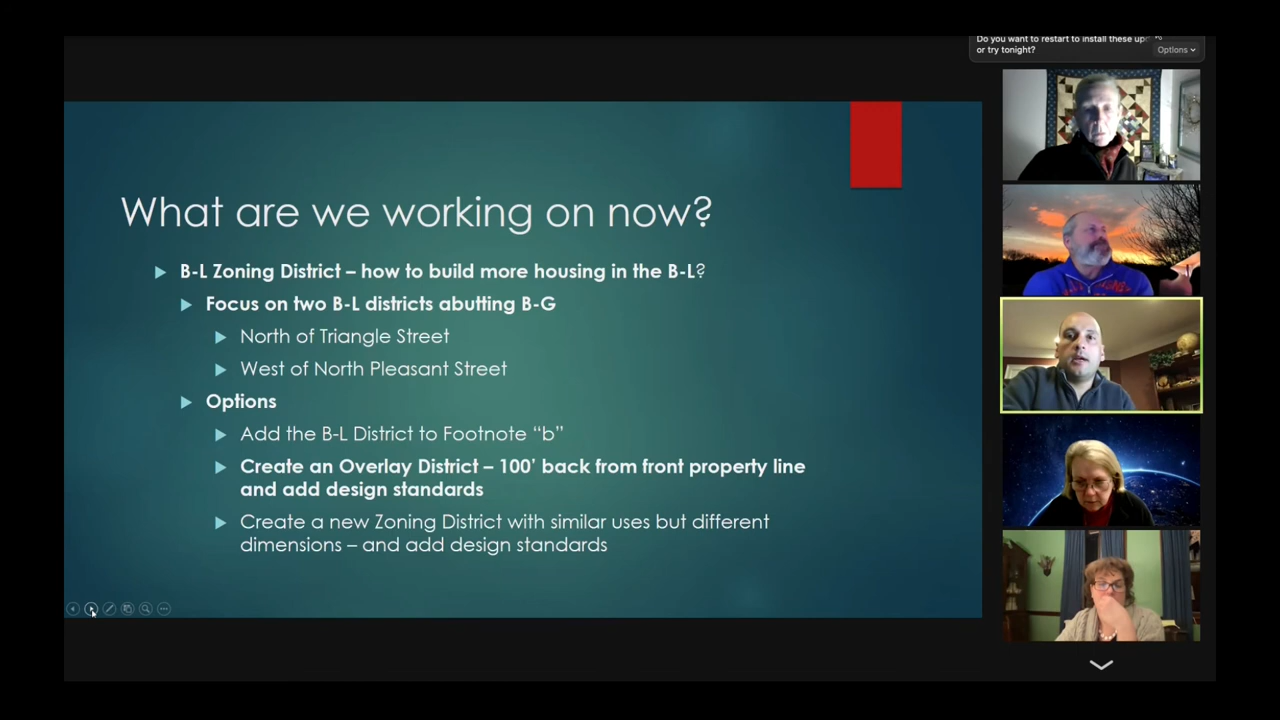 Do you want to restart to install these
or try tonight?
Options
What are we working on now?
B-L Zoning District – how to build more housing in the B-L?
Focus on two B-L districts abutting B-G
North of Triangle Street
West of North Pleasant Street
Options
Add the B-L District to Footnote “b”
Create an Overlay District – 100’ back from front property line
and add design standards
Create a new Zoning District with similar uses but different
dimensions – and add design standards